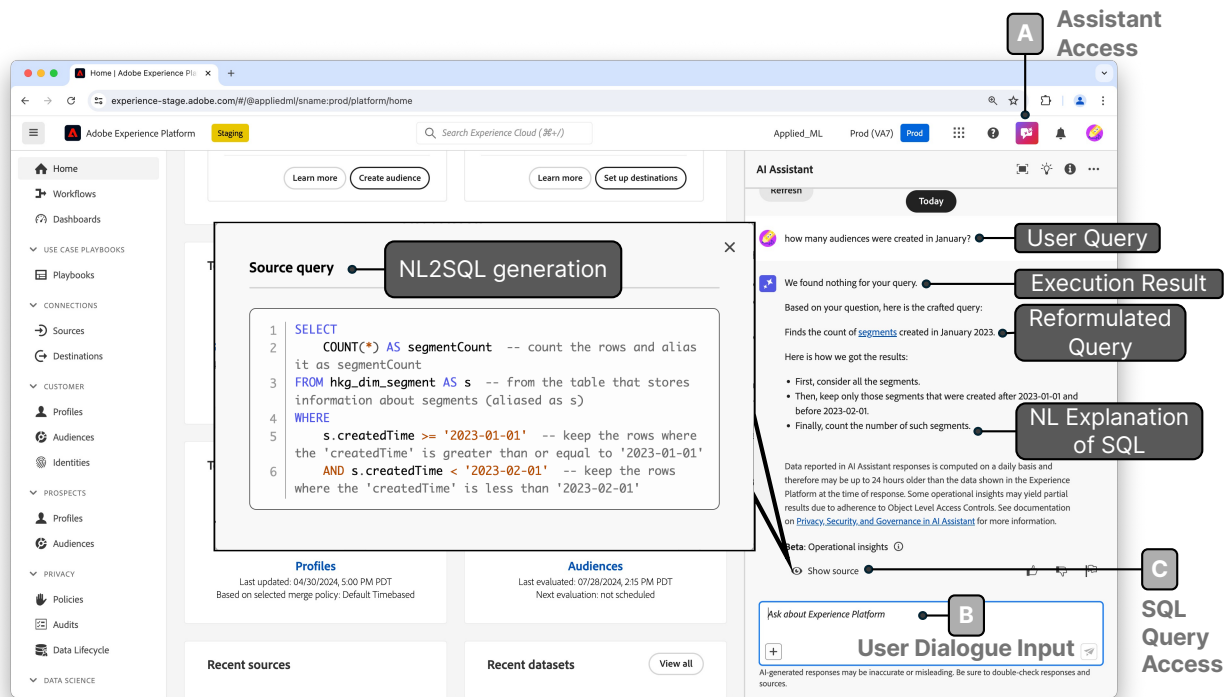 A
Assistant
Access
Home | Adobe Experience Pla
experience-stage.adobe.com/#/@appliedml/sname:prod/platform/home
Adobe Experience Platform
Staging
Search Experience Cloud (⌘+/)
Applied_ML
Prod (VA7)
Prod
Home
Workflows
Dashboards
USE CASE PLAYBOOKS
Playbooks
CONNECTIONS
Sources
Destinations
CUSTOMER
Profiles
Audiences
Identities
PROSPECTS
Profiles
Audiences
PRIVACY
Policies
Audits
Data Lifecycle
DATA SCIENCE
Learn more
Create audience
Learn more
Set up destinations
T
T
Source query
NL2SQL generation
1 SELECT
2 COUNT(*) AS segmentCount -- count the rows and alias
it as segmentCount
3 FROM hkg_dim_segment AS s -- from the table that stores
information about segments (aliased as s)
4 WHERE
5 s.createdTime >= '2023-01-01' -- keep the rows where
the 'createdTime' is greater than or equal to '2023-01-01'
6 AND s.createdTime < '2023-02-01' -- keep the rows
where the 'createdTime' is less than '2023-02-01'
Profiles
Last updated: 04/30/2024, 5:00 PM PDT
Based on selected merge policy: Default Timebased
Audiences
Last evaluated: 07/28/2024, 2:15 PM PDT
Next evaluation: not scheduled
Recent sources
Recent datasets
View all
AI Assistant
Refresh
Today
how many audiences were created in January?
User Query
We found nothing for your query.
Execution Result
Based on your question, here is the crafted query:
Finds the count of segments created in January 2023.
Reformulated
Query
Here is how we got the results:
• First, consider all the segments.
• Then, keep only those segments that were created after 2023-01-01 and
before 2023-02-01.
• Finally, count the number of such segments.
NL Explanation
of SQL
Data reported in AI Assistant responses is computed on a daily basis and
therefore may be up to 24 hours older than the data shown in the Experience
Platform at the time of response. Some operational insights may yield partial
results due to adherence to Object Level Access Controls. See documentation
on Privacy, Security, and Governance in AI Assistant for more information.
Beta: Operational insights
Show source
C
SQL
Query
Access
Ask about Experience Platform
B
User Dialogue Input
AI-generated responses may be inaccurate or misleading. Be sure to double-check responses and
sources.